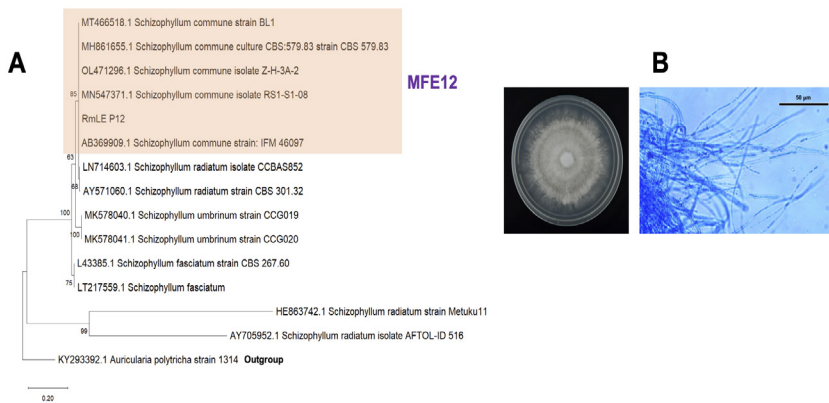 A
MT466518.1 Schizophyllum commune strain BL1
MH861655.1 Schizophyllum commune culture CBS:579.83 strain CBS 579.83
OL471296.1 Schizophyllum commune isolate Z-H-3A-2
MN547371.1 Schizophyllum commune isolate RS1-S1-08
RmLE P12
AB369909.1 Schizophyllum commune strain: IFM 46097
LN714603.1 Schizophyllum radiatum isolate CCBAS852
AY571060.1 Schizophyllum radiatum strain CBS 301.32
MK578040.1 Schizophyllum umbrinum strain CCG019
MK578041.1 Schizophyllum umbrinum strain CCG020
L43385.1 Schizophyllum fasciatum strain CBS 267.60
LT217559.1 Schizophyllum fasciatum
HE863742.1 Schizophyllum radiatum strain Metuku11
AY705952.1 Schizophyllum radiatum isolate AFTOL-ID 516
KY293392.1 Auricularia polytricha strain 1314 Outgroup
85
63
68
100
100
75
99
0.20
MFE12
B
50 µm